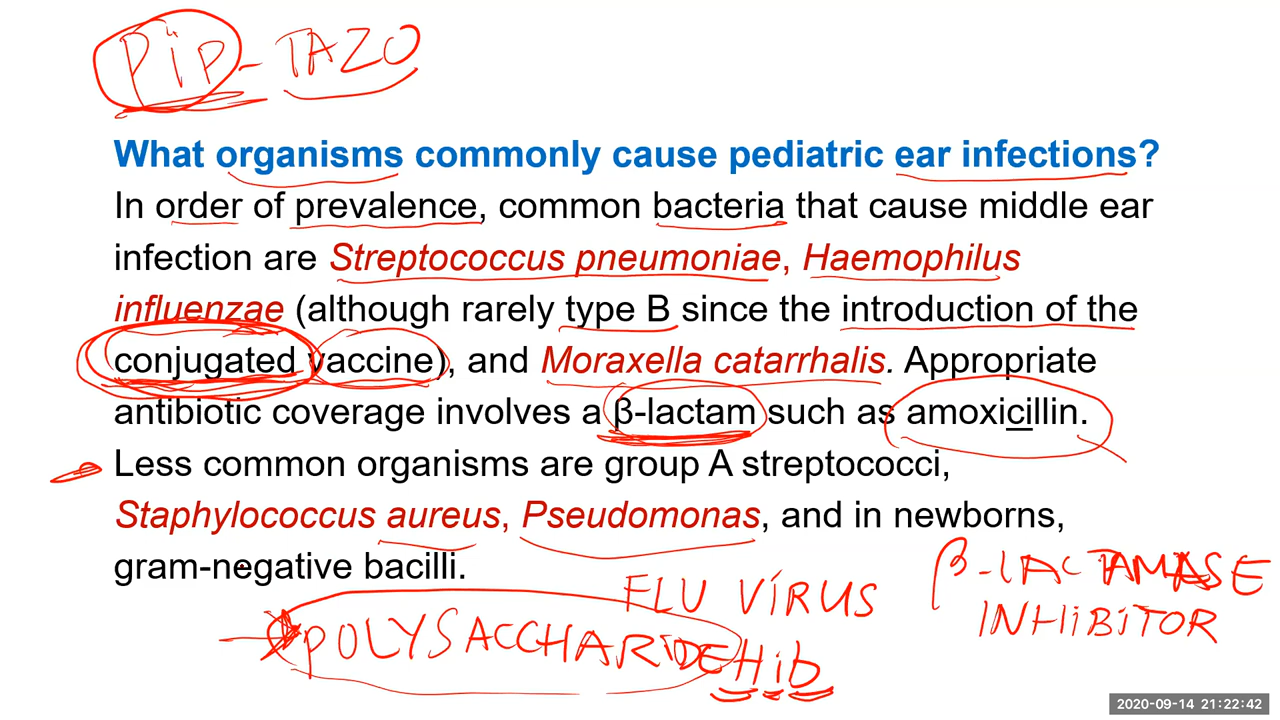 PiP-TAZO
What organisms commonly cause pediatric ear infections?
In order of prevalence, common bacteria that cause middle ear
infection are Streptococcus pneumoniae, Haemophilus
influenzae (although rarely type B since the introduction of the
conjugated vaccine), and Moraxella catarrhalis. Appropriate
antibiotic coverage involves a β-lactam such as amoxicillin.
Less common organisms are group A streptococci,
Staphylococcus aureus, Pseudomonas, and in newborns,
gram-negative bacilli.
β-LACTAMASE
INHiBiTOR
FLU VIRUS
POLYSACCHARIDE
Hib
2020-09-14 21:22:42